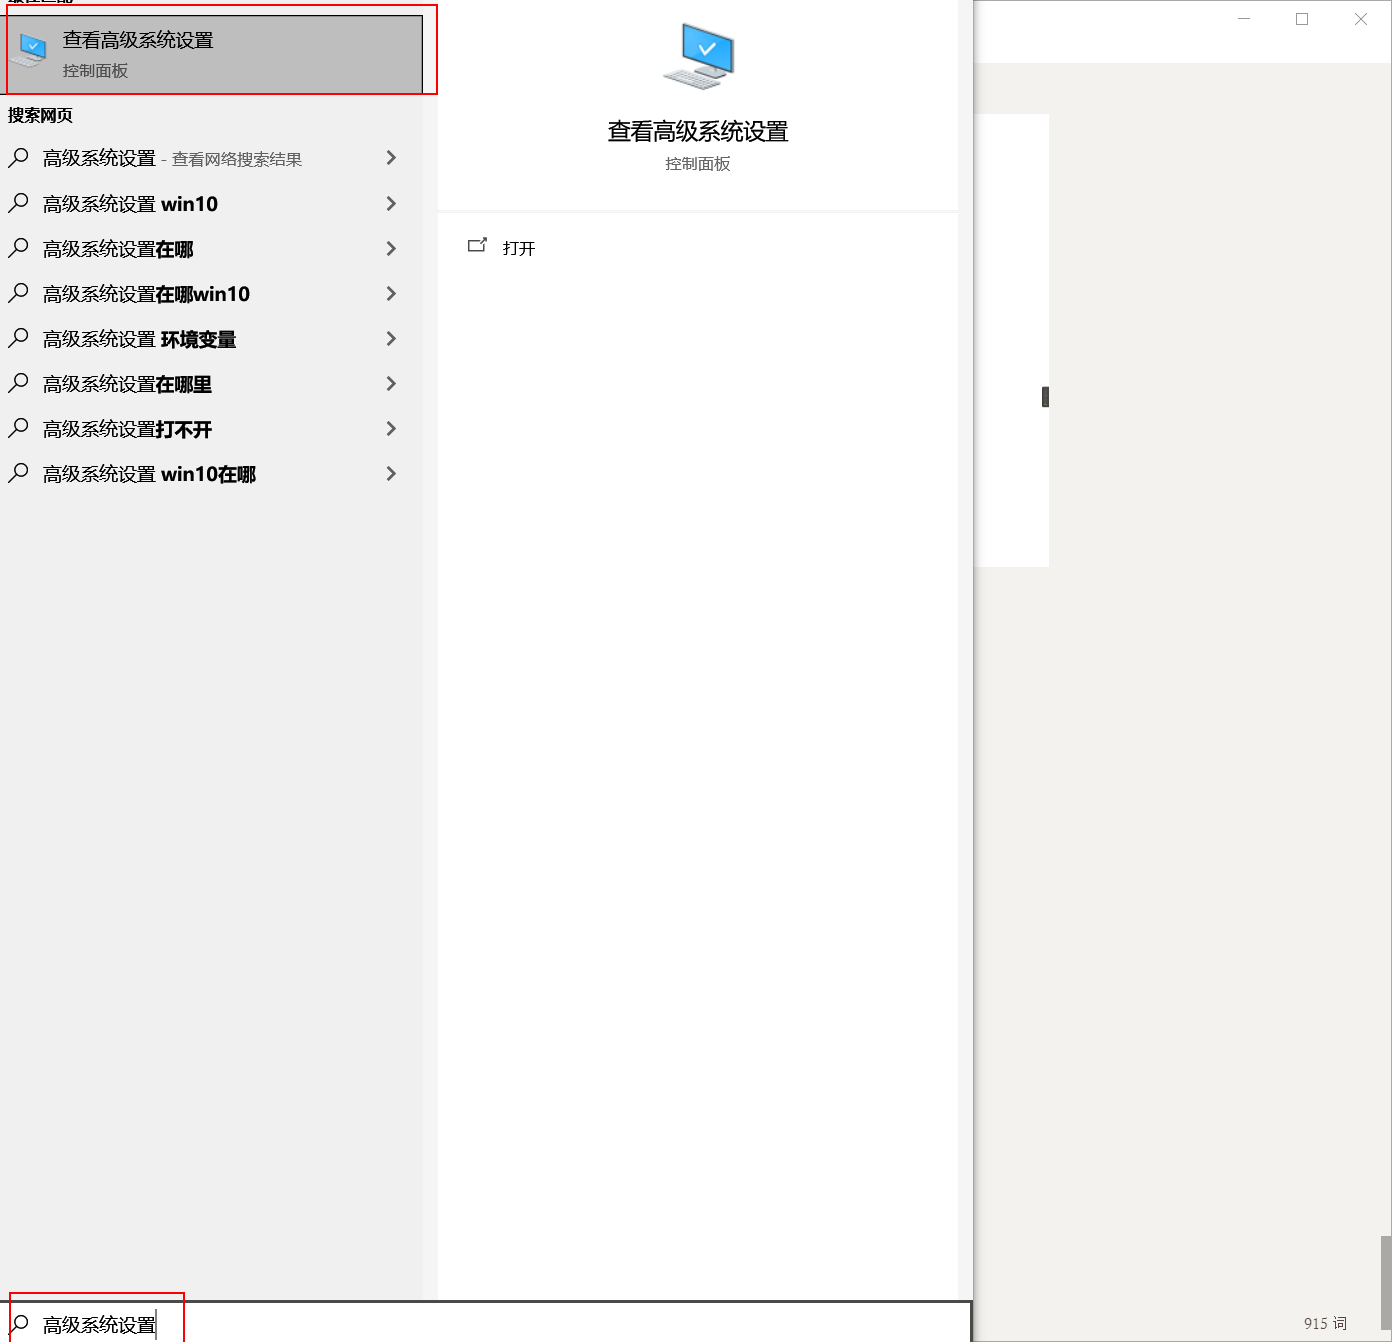 查看高级系统设置
控制面板
搜索网页
高级系统设置 - 查看网络搜索结果
高级系统设置 win10
高级系统设置在哪
高级系统设置在哪win10
高级系统设置 环境变量
高级系统设置在哪里
高级系统设置打不开
高级系统设置 win10在哪
高级系统设置
查看高级系统设置
控制面板
打开
915 词